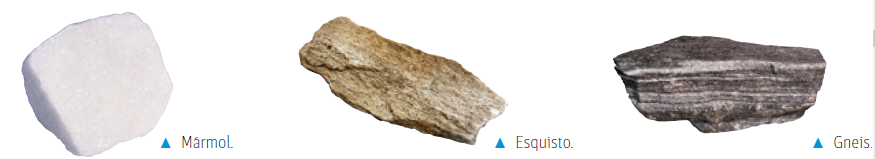 ▲ Mármol.
▲ Esquisto.
▲ Gneis.